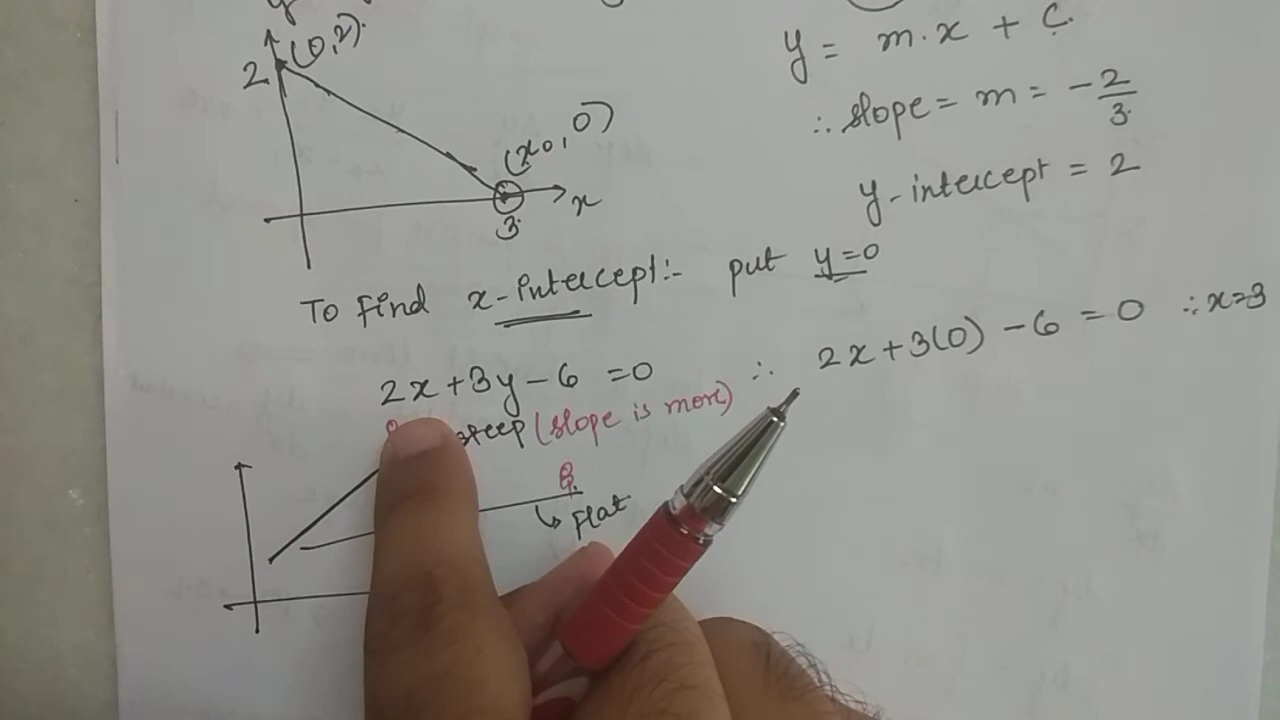 (0,2).
2
(x0, 0)
x
3.
y = m.x + C.
∴ slope = m = -2/3.
y-intercept = 2
To Find x-intercept:- put y=0
2x+3y-6 =0 ∴ 2x+3(0) -6 =0 ∴ x=3
steep (slope is more)
B.
↳ Flat